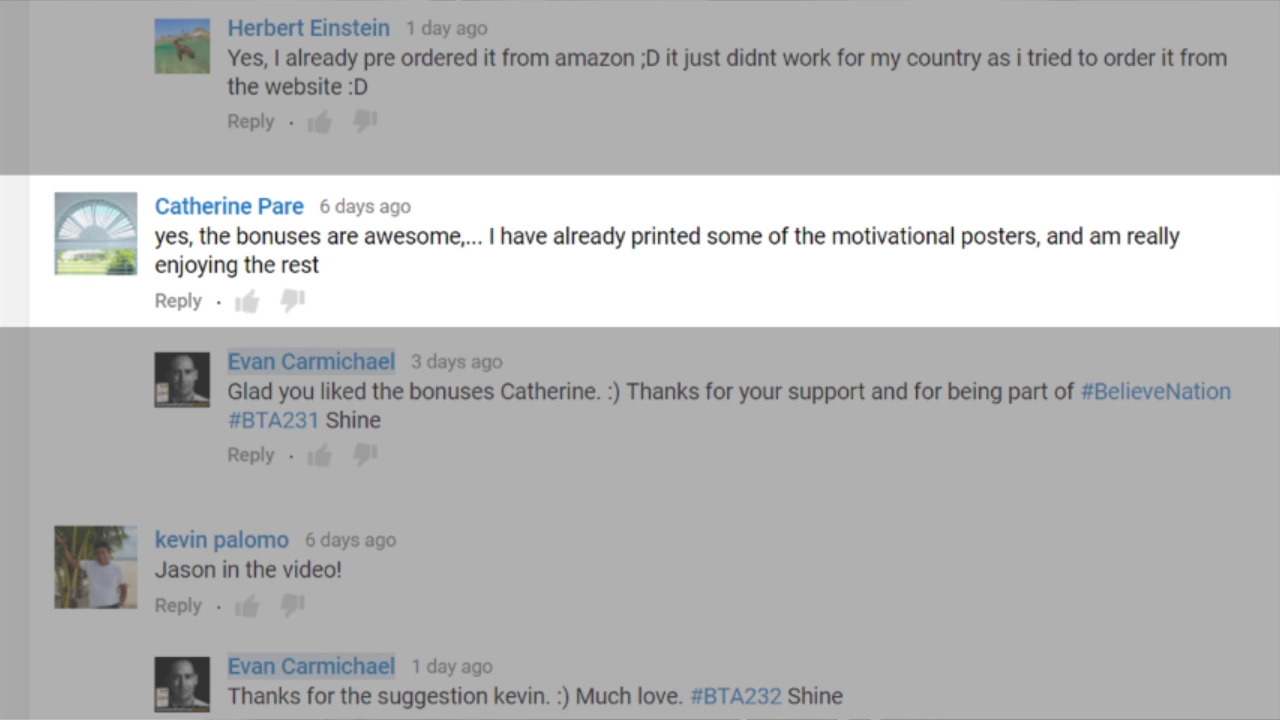 Herbert Einstein 1 day ago
Yes, I already pre ordered it from amazon ;D it just didnt work for my country as i tried to order it from
the website :D
Reply ·
Catherine Pare 6 days ago
yes, the bonuses are awesome,... I have already printed some of the motivational posters, and am really
enjoying the rest
Reply ·
Evan Carmichael 3 days ago
Glad you liked the bonuses Catherine. :) Thanks for your support and for being part of #BelieveNation
#BTA231 Shine
Reply ·
kevin palomo 6 days ago
Jason in the video!
Reply ·
Evan Carmichael 1 day ago
Thanks for the suggestion kevin. :) Much love. #BTA232 Shine